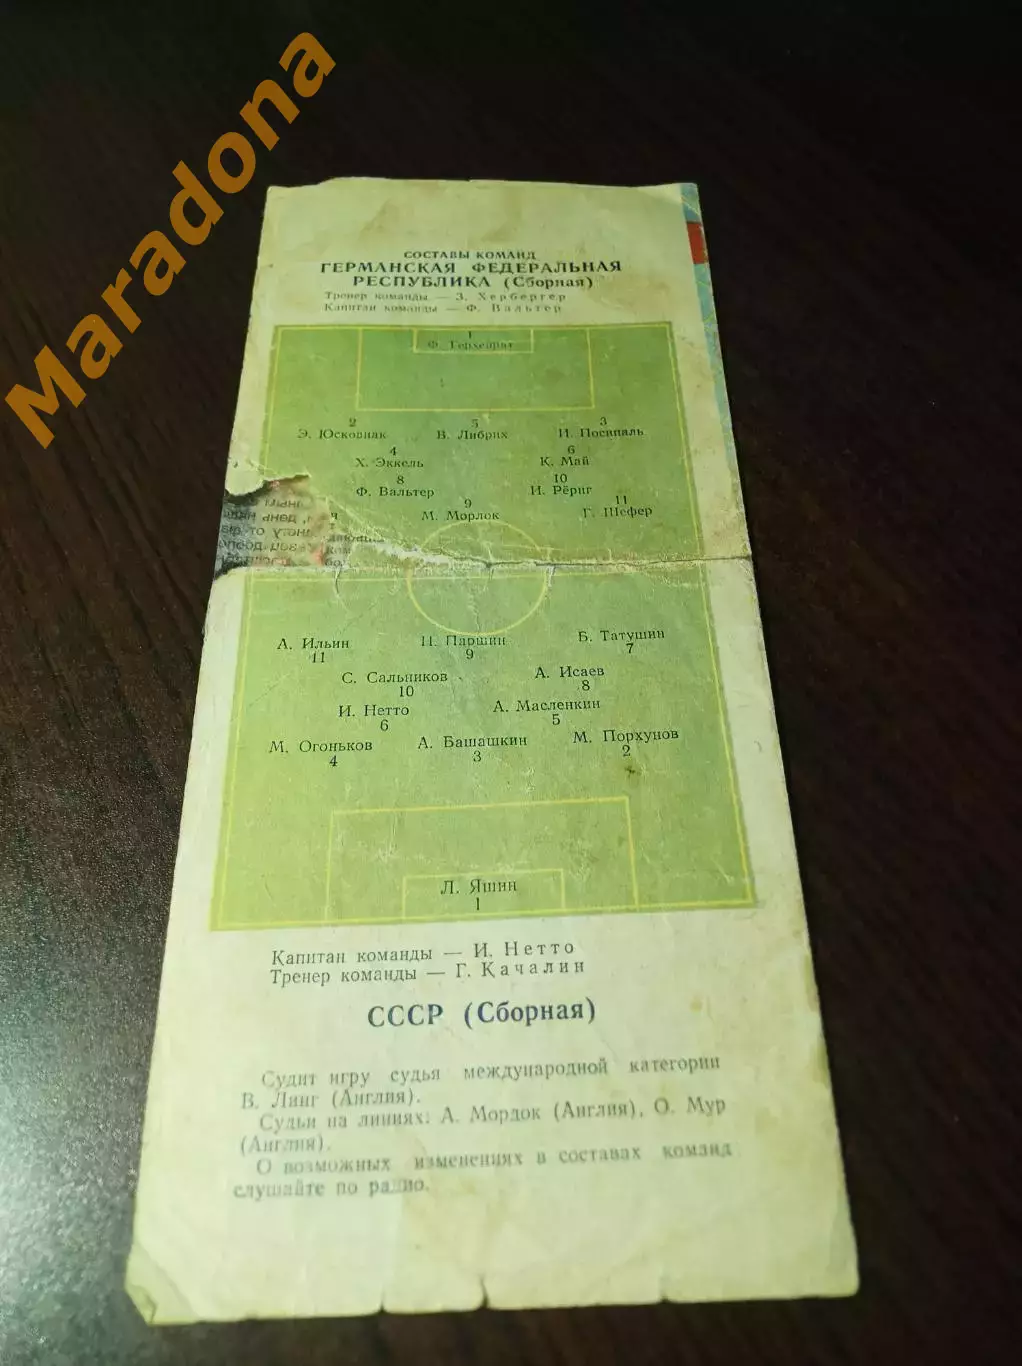 Maradona
СОСТАВЫ КОМАНД
ГЕРМАНСКАЯ ФЕДЕРАЛЬНАЯ
РЕСПУБЛИКА (Сборная)
Тренер команды — З. Хербергер
Капитан команды — Ф. Вальтер
1
Ф. Герхендрат
2 5 3
Э. Юсковиак В. Либрих И. Посипаль
4 6
Х. Эккель К. Май
8 10
Ф. Вальтер И. Рёриг
9 11
М. Морлок Г. Шефер
А. Ильин Н. Паршин Б. Татушин
11 9 7
С. Сальников А. Исаев
10 8
И. Нетто А. Масленкин
6 5
М. Огоньков А. Башашкин М. Порхунов
4 3 2
Л. Яшин
1
Капитан команды — И. Нетто
Тренер команды — Г. Качалин
СССР (Сборная)
Судит игру судья международной категории
В. Линг (Англия).
Судьи на линиях: А. Мордок (Англия), О. Мур
(Англия).
О возможных изменениях в составах команд
слушайте по радио.